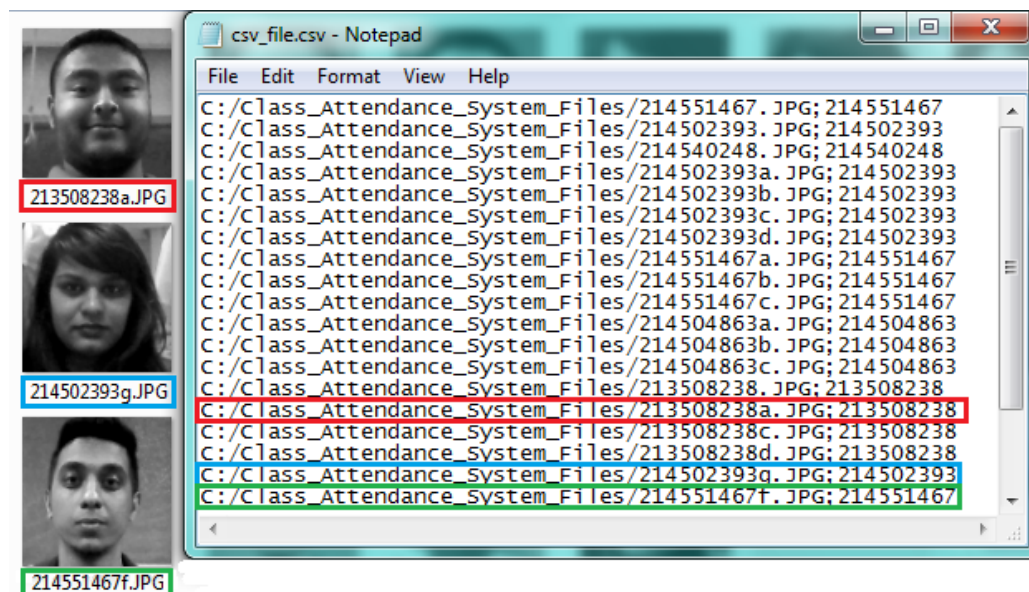 213508238a.JPG
214502393g.JPG
214551467f.JPG
csv_file.csv - Notepad
File Edit Format View Help
C:/Class_Attendance_System_Files/214551467.JPG;214551467
C:/Class_Attendance_System_Files/214502393.JPG;214502393
C:/Class_Attendance_System_Files/214540248.JPG;214540248
C:/Class_Attendance_System_Files/214502393a.JPG;214502393
C:/Class_Attendance_System_Files/214502393b.JPG;214502393
C:/Class_Attendance_System_Files/214502393c.JPG;214502393
C:/Class_Attendance_System_Files/214502393d.JPG;214502393
C:/Class_Attendance_System_Files/214551467a.JPG;214551467
C:/Class_Attendance_System_Files/214551467b.JPG;214551467
C:/Class_Attendance_System_Files/214551467c.JPG;214551467
C:/Class_Attendance_System_Files/214504863a.JPG;214504863
C:/Class_Attendance_System_Files/214504863b.JPG;214504863
C:/Class_Attendance_System_Files/214504863c.JPG;214504863
C:/Class_Attendance_System_Files/213508238.JPG;213508238
C:/Class_Attendance_System_Files/213508238a.JPG;213508238
C:/Class_Attendance_System_Files/213508238c.JPG;213508238
C:/Class_Attendance_System_Files/213508238d.JPG;213508238
C:/Class_Attendance_System_Files/214502393g.JPG;214502393
C:/Class_Attendance_System_Files/214551467f.JPG;214551467